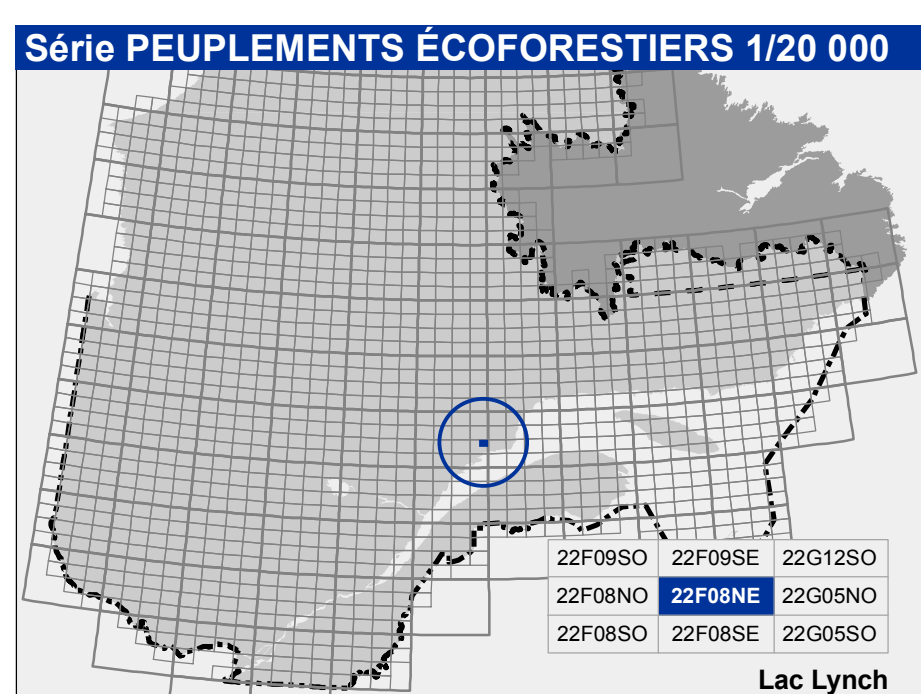 Série PEUPLEMENTS ÉCOFORESTIERS 1/20 000
22F09SO 22F09SE 22G12SO
22F08NO 22F08NE 22G05NO
22F08SO 22F08SE 22G05SO
Lac Lynch